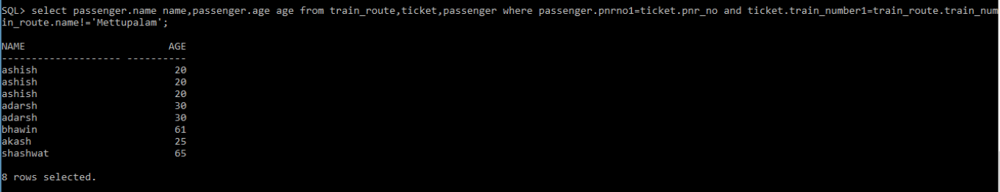 SQL> select passenger.name name,passenger.age age from train_route,ticket,passenger where passenger.pnrno1=ticket.pnr_no and ticket.train_number1=train_route.train_num
in_route.name!='Mettupalam';
NAME                        AGE
-------------------- ----------
ashish                       20
ashish                       20
ashish                       20
adarsh                       30
adarsh                       30
bhawin                       61
akash                        25
shashwat                     65
8 rows selected.